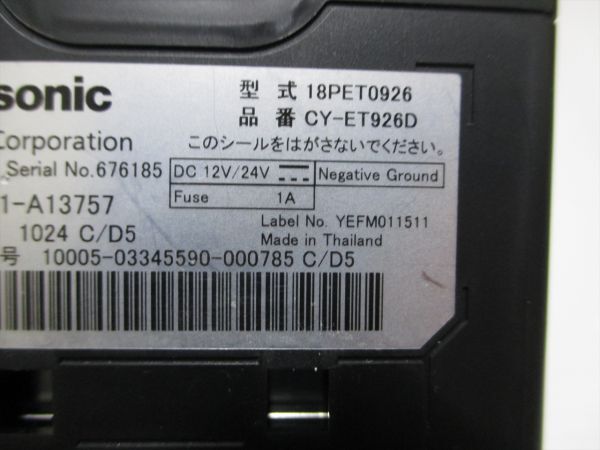 sonic
型 式 18PET0926
品 番 CY-ET926D
Corporation
このシールをはがさないでください。
Serial No.676185
DC 12V/24V
Negative Ground
Fuse 1A
1-A13757
Label No. YEFM011511
1024 C/D5
Made in Thailand
号 10005-03345590-000785 C/D5